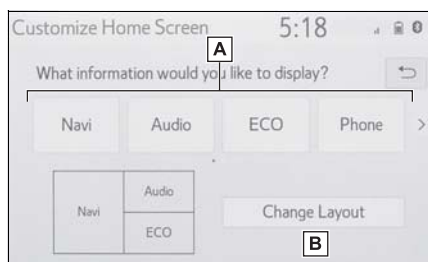 Customize Home Screen 5:18 0
A
What information would you like to display?
Navi Audio ECO Phone >
Navi Audio
ECO
Change Layout
B